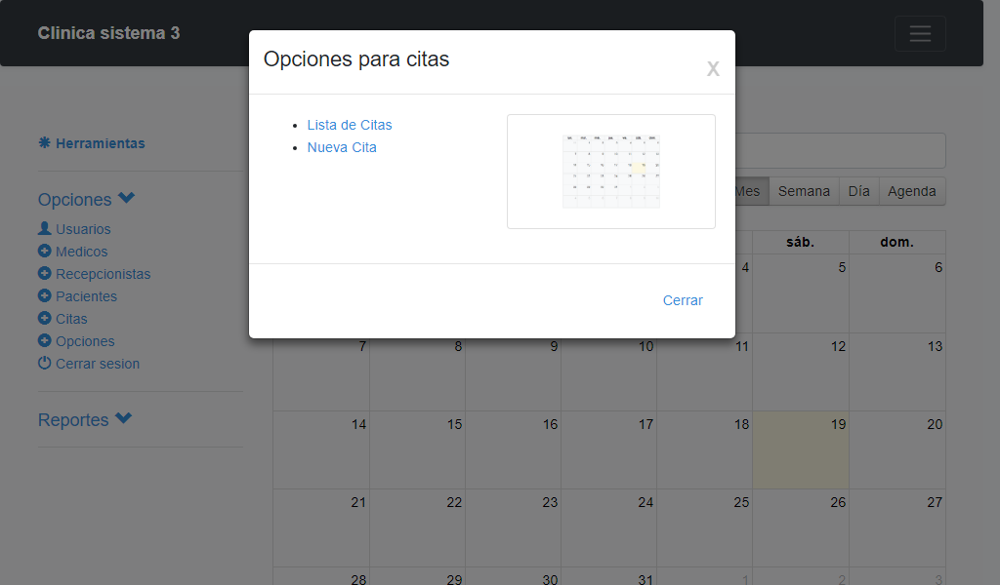 Clinica sistema 3
Opciones para citas
X
Lista de Citas
Nueva Cita
Cerrar
Herramientas
Opciones
Usuarios
Medicos
Recepcionistas
Pacientes
Citas
Opciones
Cerrar sesion
Reportes
Mes Semana Día Agenda
sáb. dom.
4 5 6
7 8 9 10 11 12 13
14 15 16 17 18 19 20
21 22 23 24 25 26 27
28 29 30 31 1 2 3